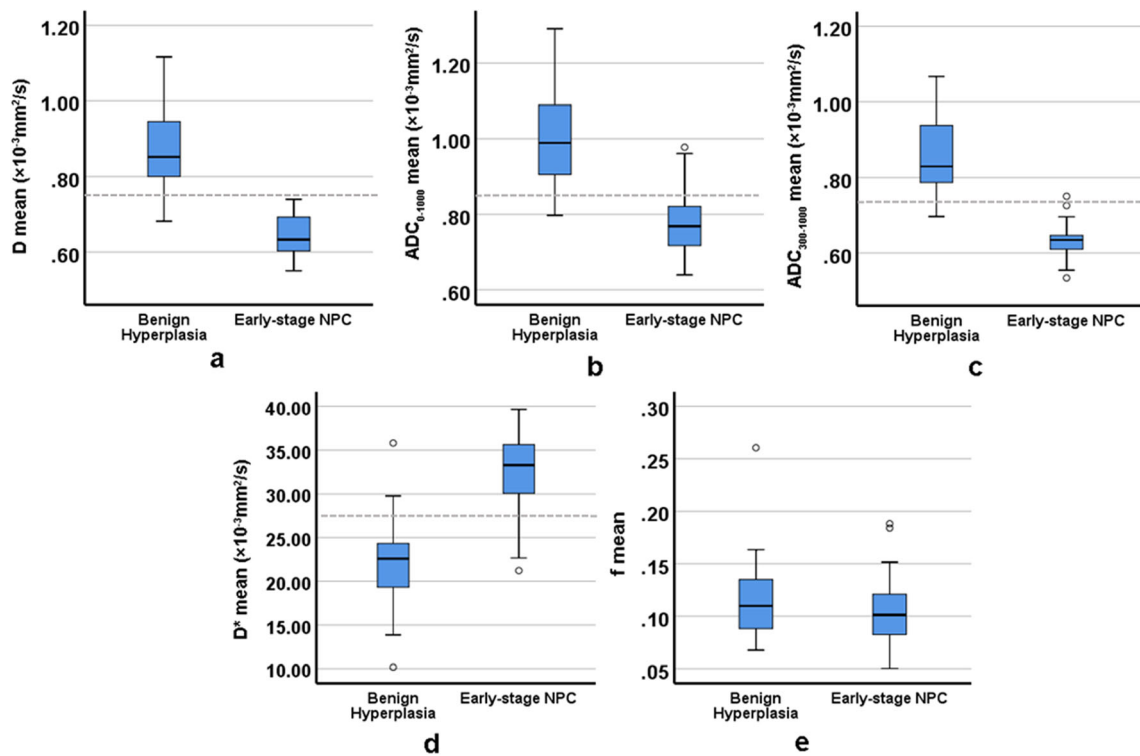 D mean (×10⁻³mm²/s)
1.20
1.00
.80
.60
Benign
Hyperplasia
Early-stage NPC
a
ADC₀₋₁₀₀₀ mean (×10⁻³mm²/s)
1.20
1.00
.80
.60
Benign
Hyperplasia
Early-stage NPC
b
ADC₃₀₀₋₁₀₀₀ mean (×10⁻³mm²/s)
1.20
1.00
.80
.60
Benign
Hyperplasia
Early-stage NPC
c
D* mean (×10⁻³mm²/s)
40.00
35.00
30.00
25.00
20.00
15.00
10.00
Benign
Hyperplasia
Early-stage NPC
d
f mean
.30
.25
.20
.15
.10
.05
Benign
Hyperplasia
Early-stage NPC
e